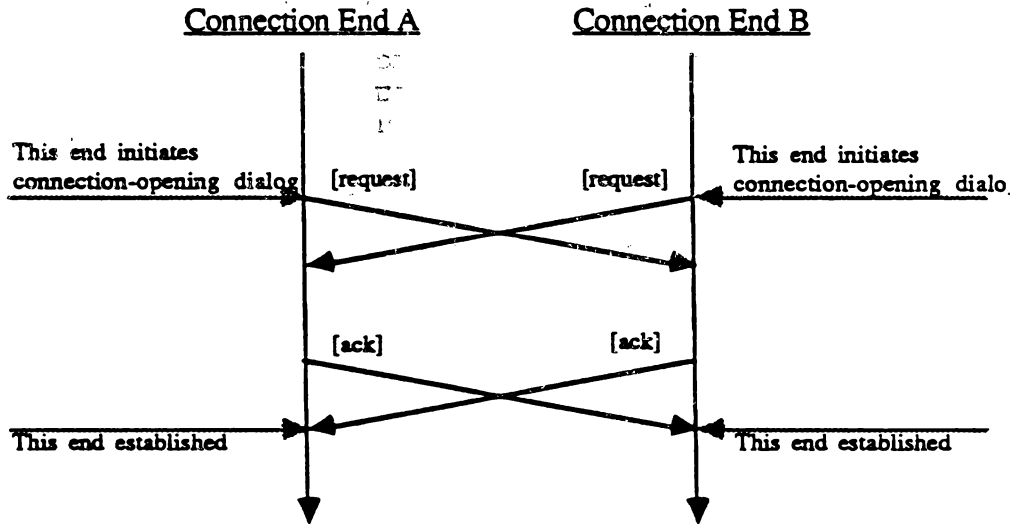 Connection End A
Connection End B
This end initiates
connection-opening dialog
[request]
[request]
This end initiates
connection-opening dialo
[ack]
[ack]
This end established
This end established